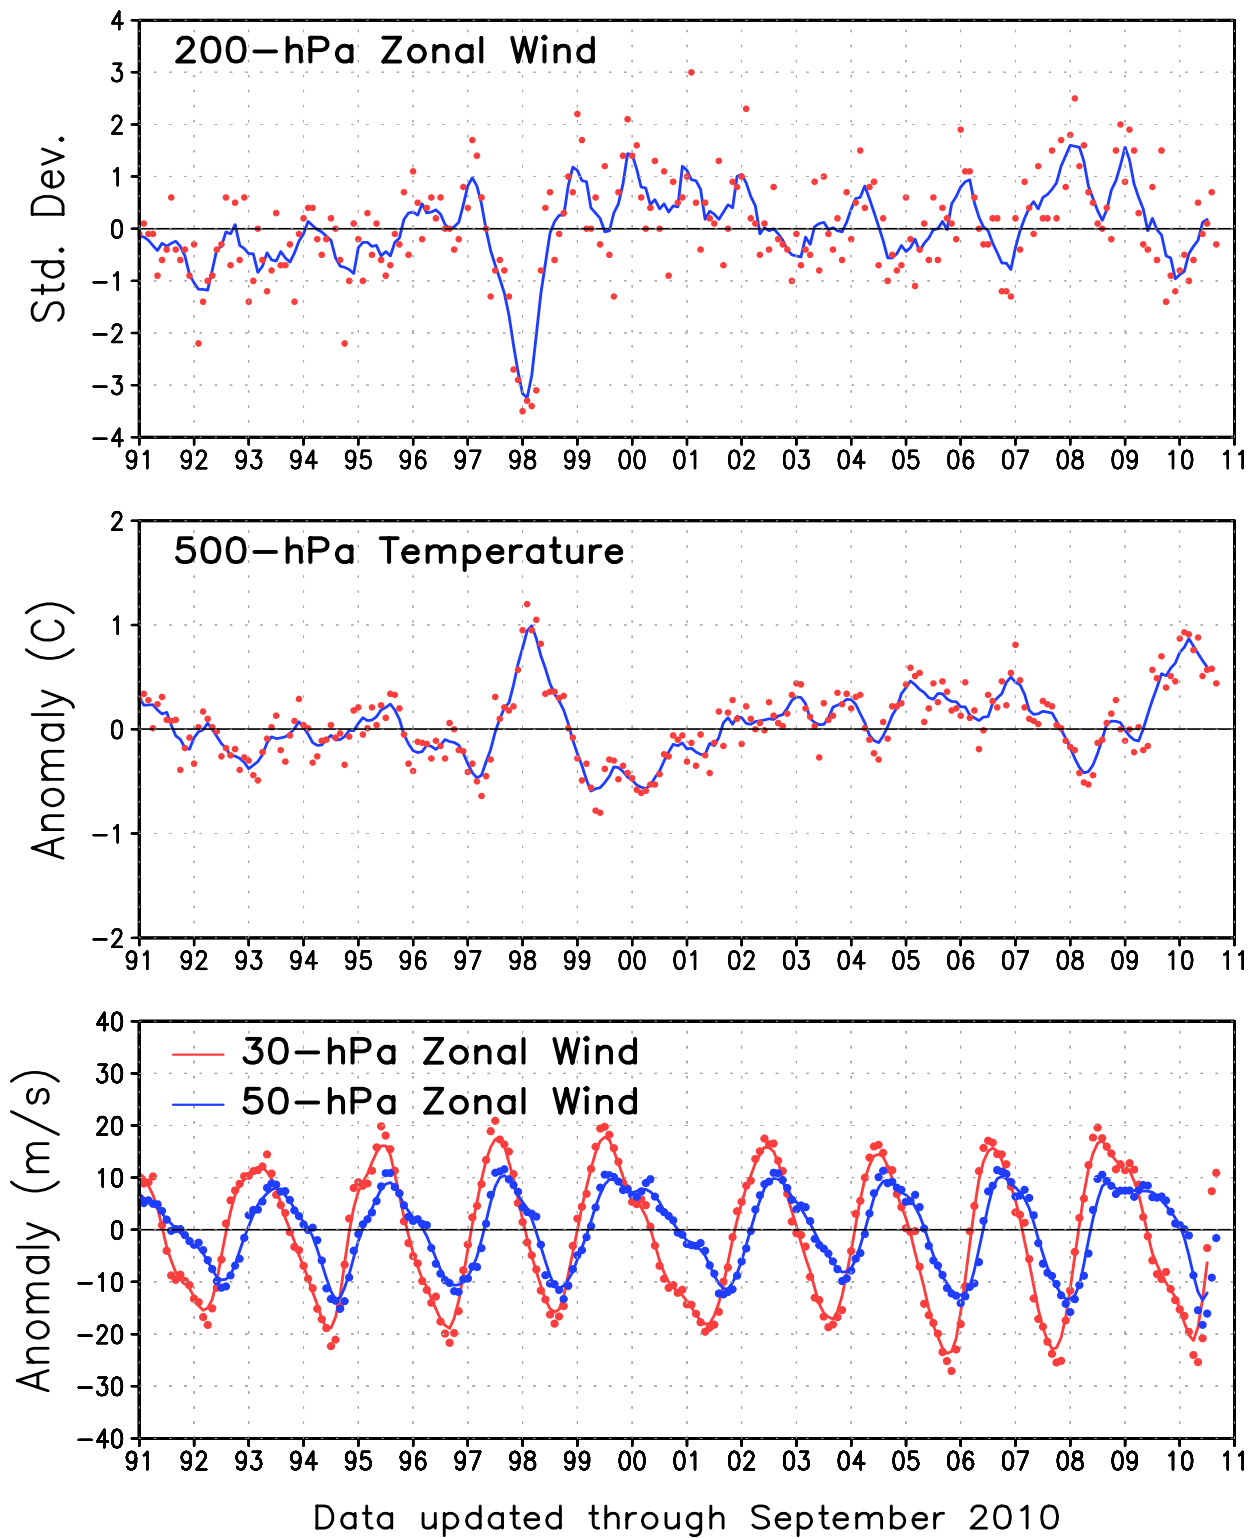 200-hPa Zonal Wind
Std. Dev.
4
3
2
1
0
-1
-2
-3
-4
91 92 93 94 95 96 97 98 99 00 01 02 03 04 05 06 07 08 09 10 11
500-hPa Temperature
Anomaly (C)
2
1
0
-1
-2
91 92 93 94 95 96 97 98 99 00 01 02 03 04 05 06 07 08 09 10 11
30-hPa Zonal Wind
50-hPa Zonal Wind
Anomaly (m/s)
40
30
20
10
0
-10
-20
-30
-40
91 92 93 94 95 96 97 98 99 00 01 02 03 04 05 06 07 08 09 10 11
Data updated through September 2010